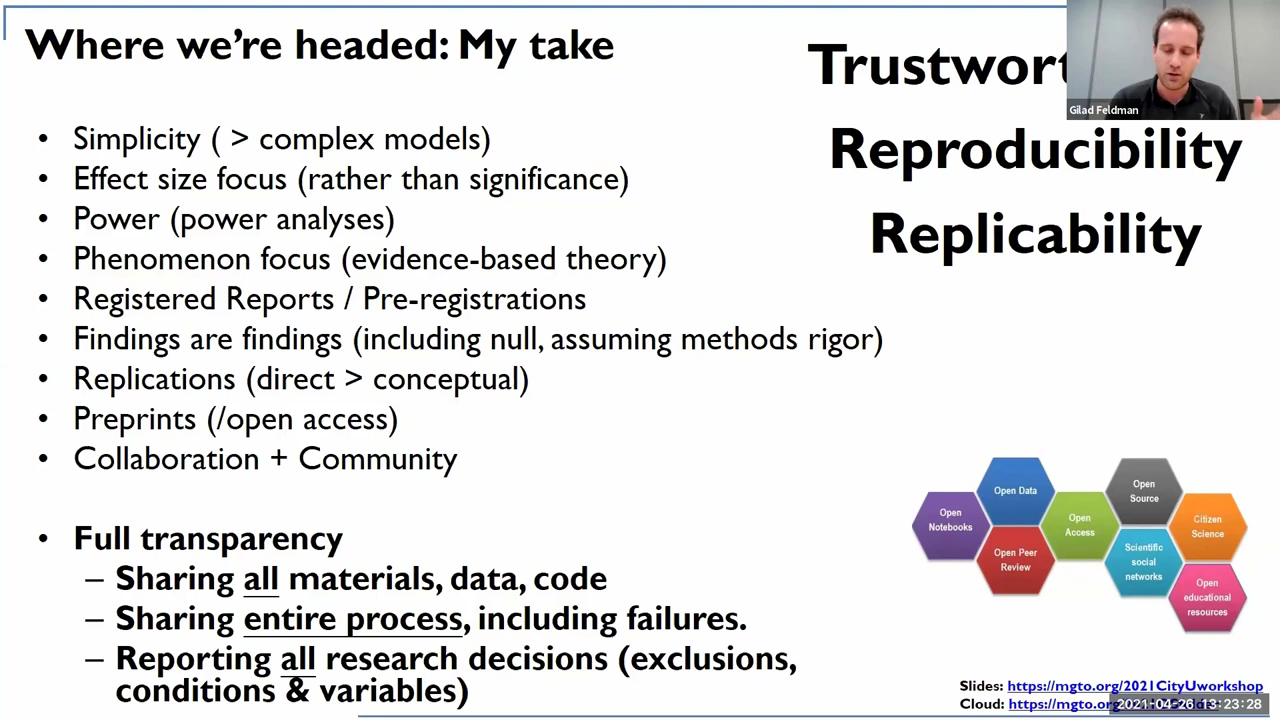 Where we're headed: My take
Trustwort
Gilad Feldman
Reproducibility
Replicability
• Simplicity ( > complex models)
• Effect size focus (rather than significance)
• Power (power analyses)
• Phenomenon focus (evidence-based theory)
• Registered Reports / Pre-registrations
• Findings are findings (including null, assuming methods rigor)
• Replications (direct > conceptual)
• Preprints (/open access)
• Collaboration + Community
• Full transparency
– Sharing all materials, data, code
– Sharing entire process, including failures.
– Reporting all research decisions (exclusions,
conditions & variables)
Open
Notebooks
Open Data
Open Peer
Review
Open
Access
Open
Source
Scientific
social
networks
Citizen
Science
Open
educational
resources
Slides: https://mgto.org/2021CityUworkshop
Cloud: https://mgto.org/
2021-04-26 13:23:28